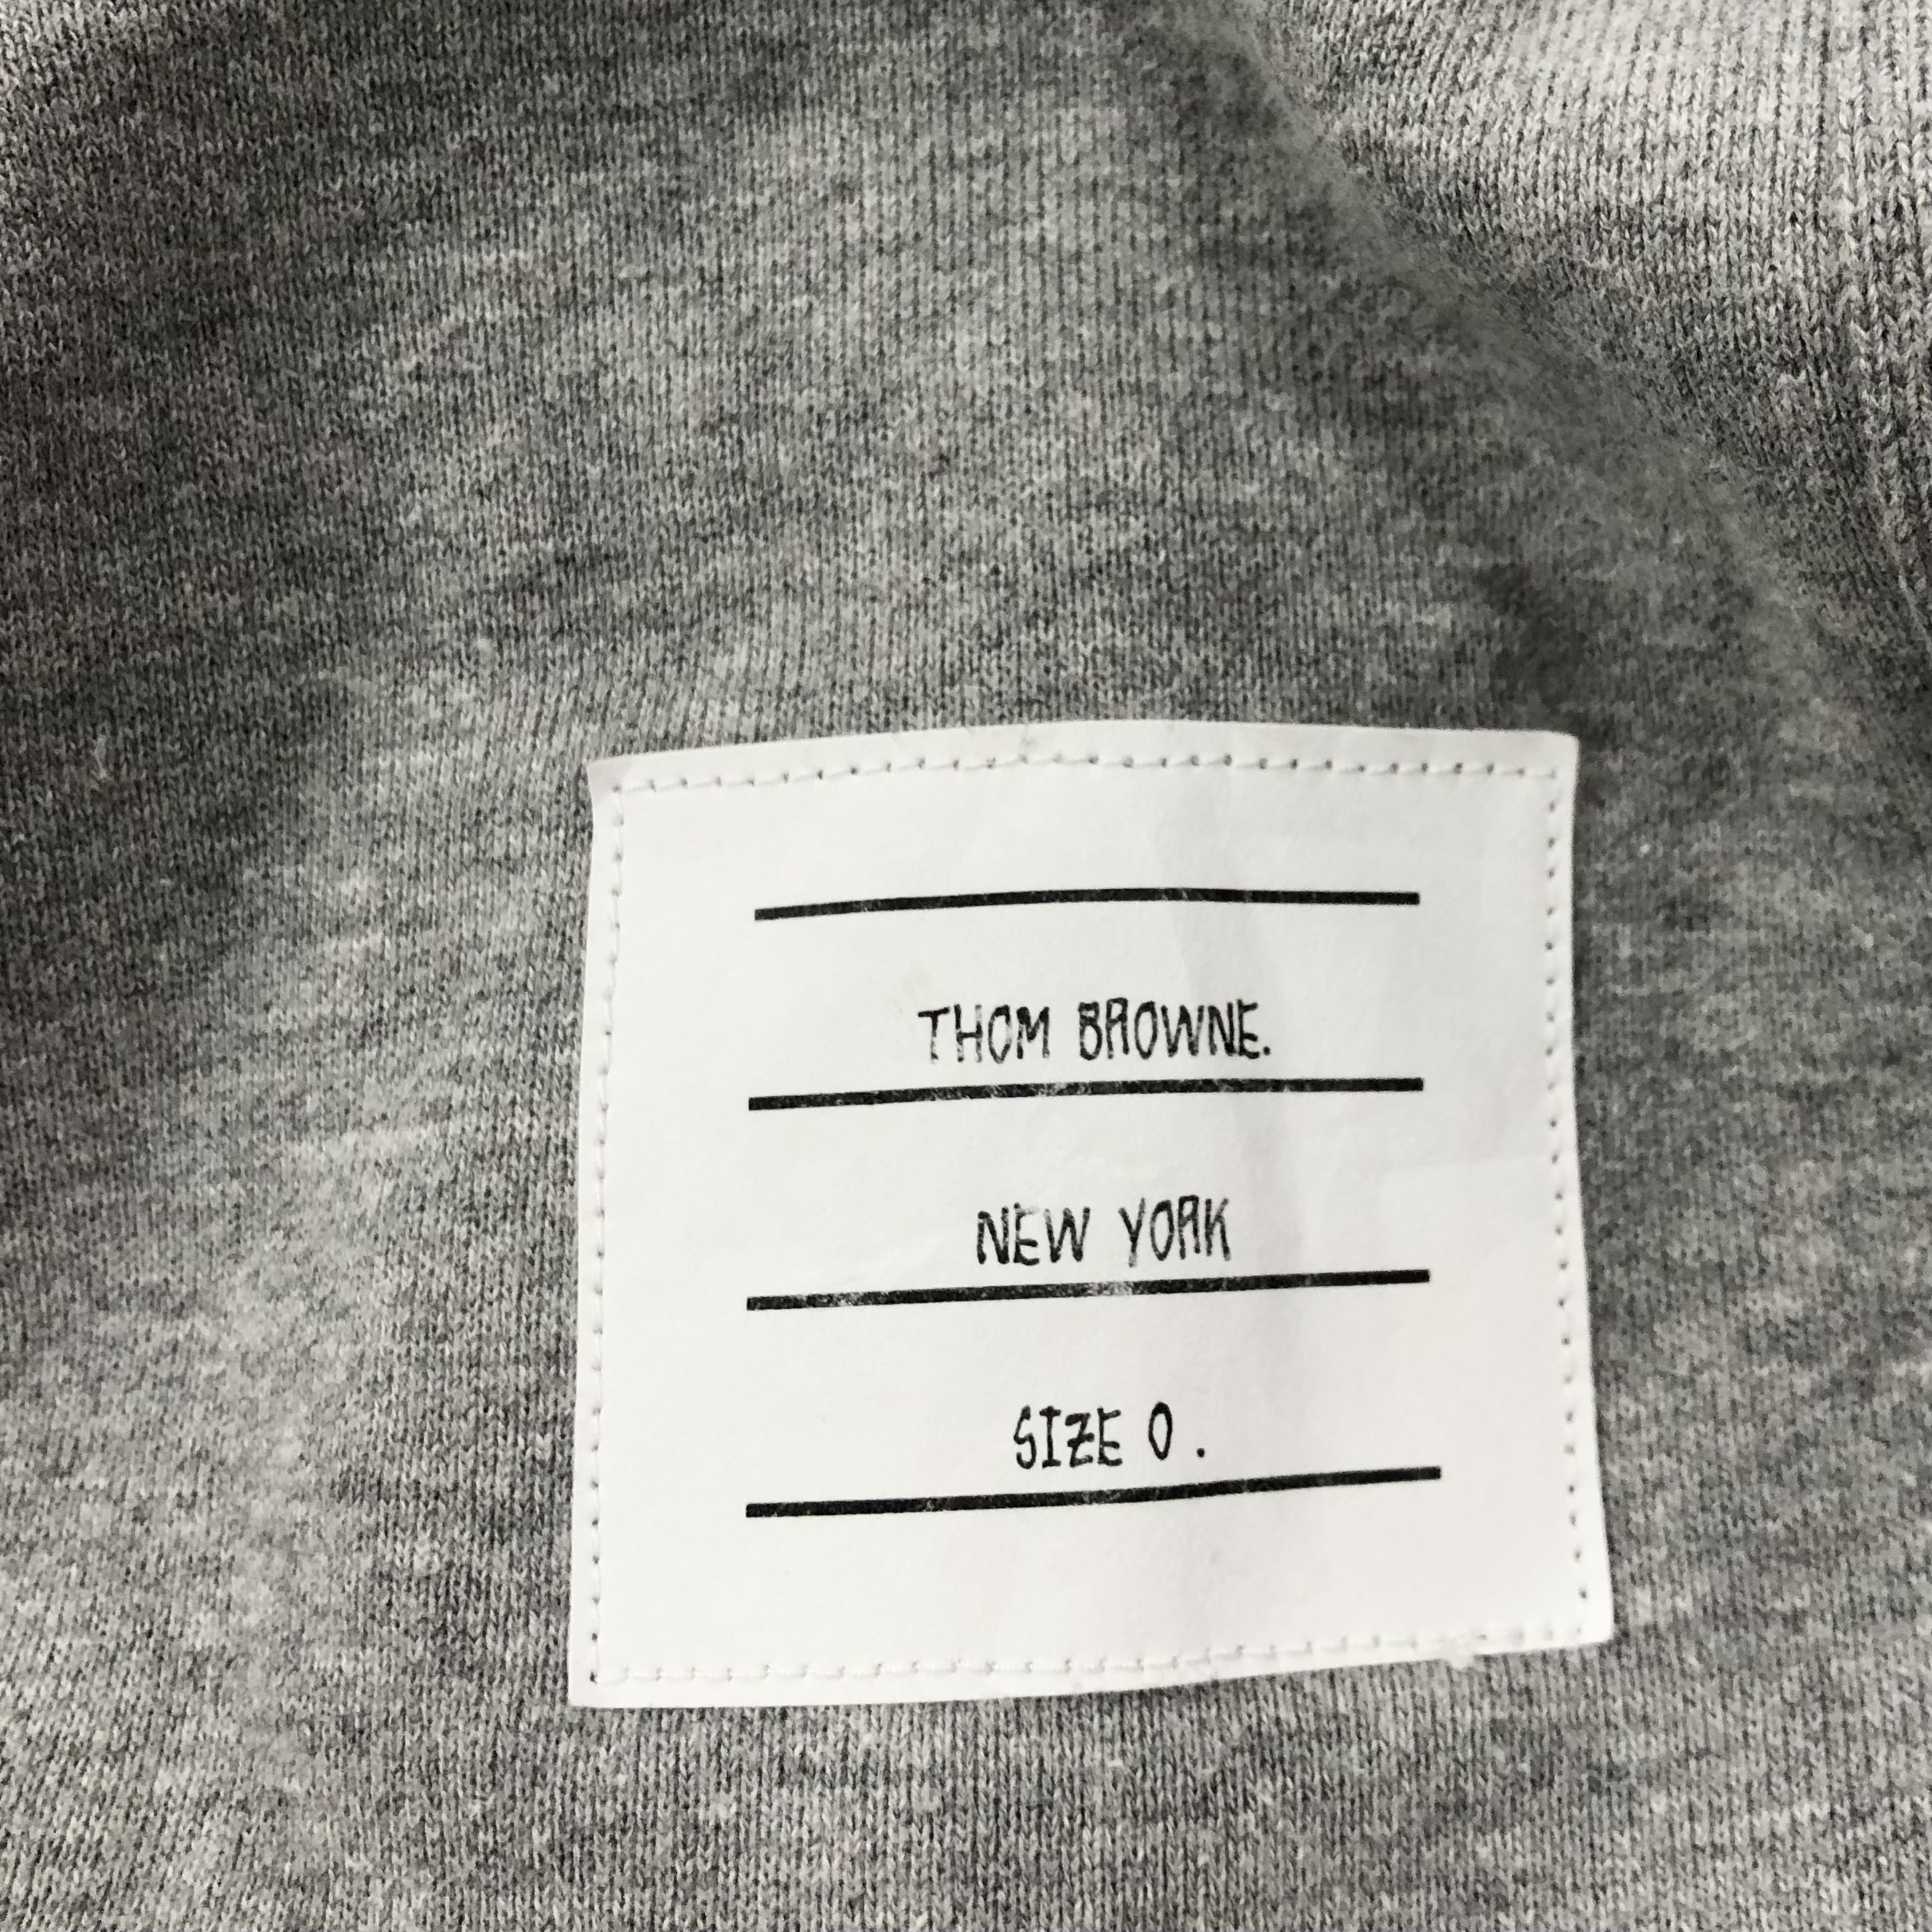 THOM BROWNE.
NEW YORK
SIZE 0 .